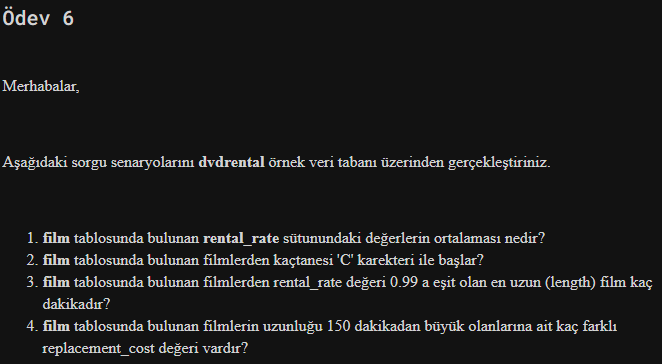 Ödev 6
Merhabalar,
Aşağıdaki sorgu senaryolarını dvdrental örnek veri tabanı üzerinden gerçekleştiriniz.
1. film tablosunda bulunan rental_rate sütunundaki değerlerin ortalaması nedir?
2. film tablosunda bulunan filmlerden kaçtanesi 'C' karekteri ile başlar?
3. film tablosunda bulunan filmlerden rental_rate değeri 0.99 a eşit olan en uzun (length) film kaç
dakikadır?
4. film tablosunda bulunan filmlerin uzunluğu 150 dakikadan büyük olanlarına ait kaç farklı
replacement_cost değeri vardır?